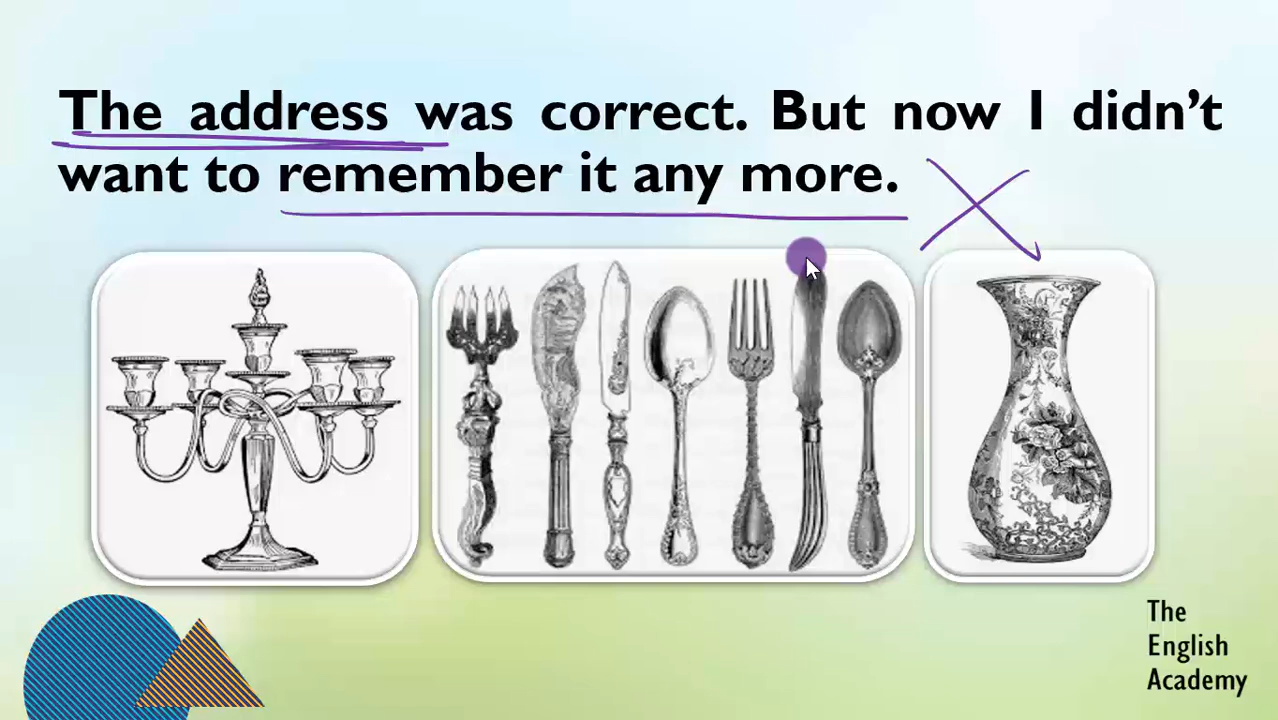 The address was correct. But now I didn’t
want to remember it any more.
The
English
Academy